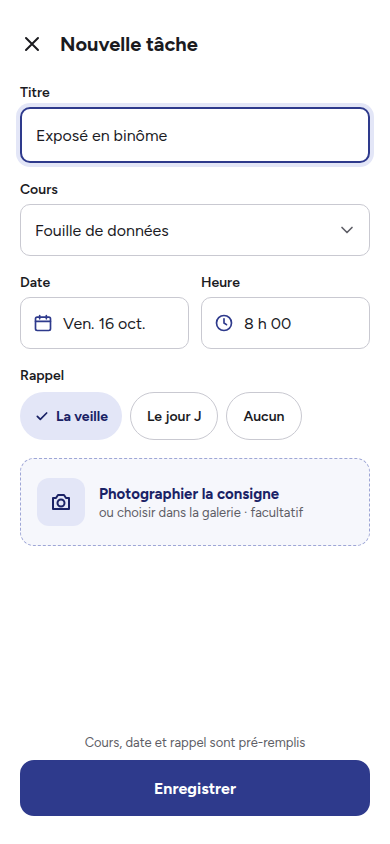 Nouvelle tâche
Titre
Exposé en binôme
Cours
Fouille de données
Date
Heure
Ven. 16 oct.
8 h 00
Rappel
La veille
Le jour J
Aucun
Photographier la consigne
ou choisir dans la galerie · facultatif
Cours, date et rappel sont pré-remplis
Enregistrer